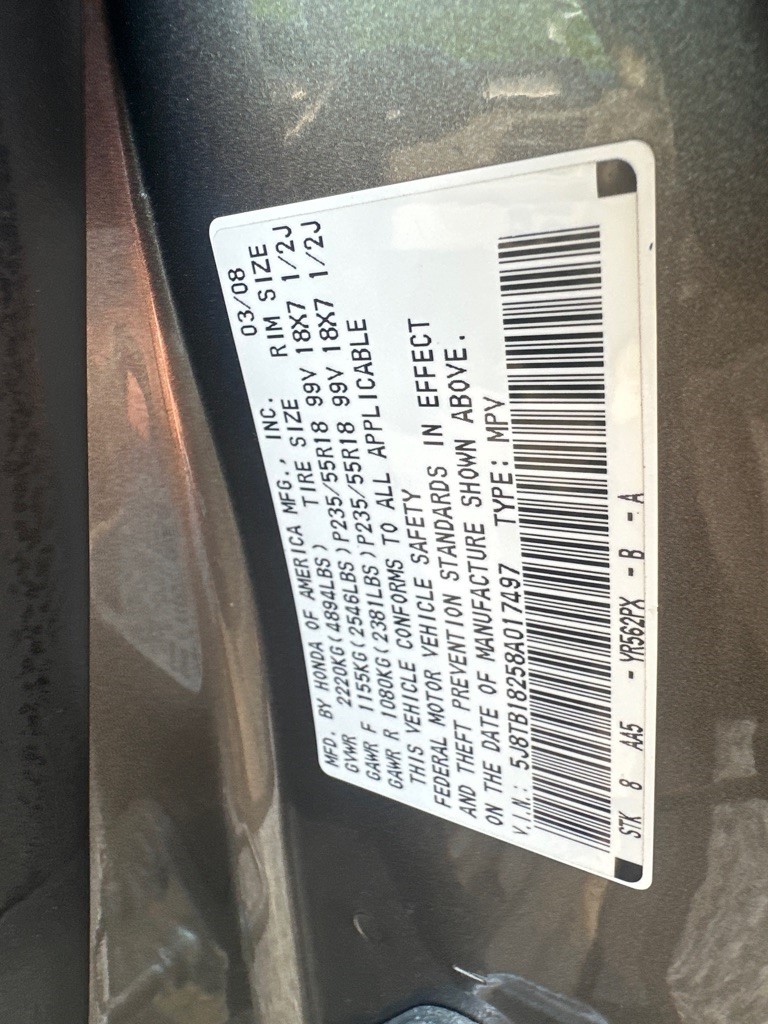 MFD. BY HONDA OF AMERICA MFG., INC. 03/08
GVWR 2220KG(4894LBS) TIRE SIZE RIM SIZE
GAWR F 1155KG(2546LBS)P235/55R18 99V 18X7 1/2J
GAWR R 1080KG(2381LBS)P235/55R18 99V 18X7 1/2J
THIS VEHICLE CONFORMS TO ALL APPLICABLE
FEDERAL MOTOR VEHICLE SAFETY
AND THEFT PREVENTION STANDARDS IN EFFECT
ON THE DATE OF MANUFACTURE SHOWN ABOVE.
V.I.N.: 5J8TB18258A017497 TYPE: MPV
STK 8 AA5 - YR562PX - B - A